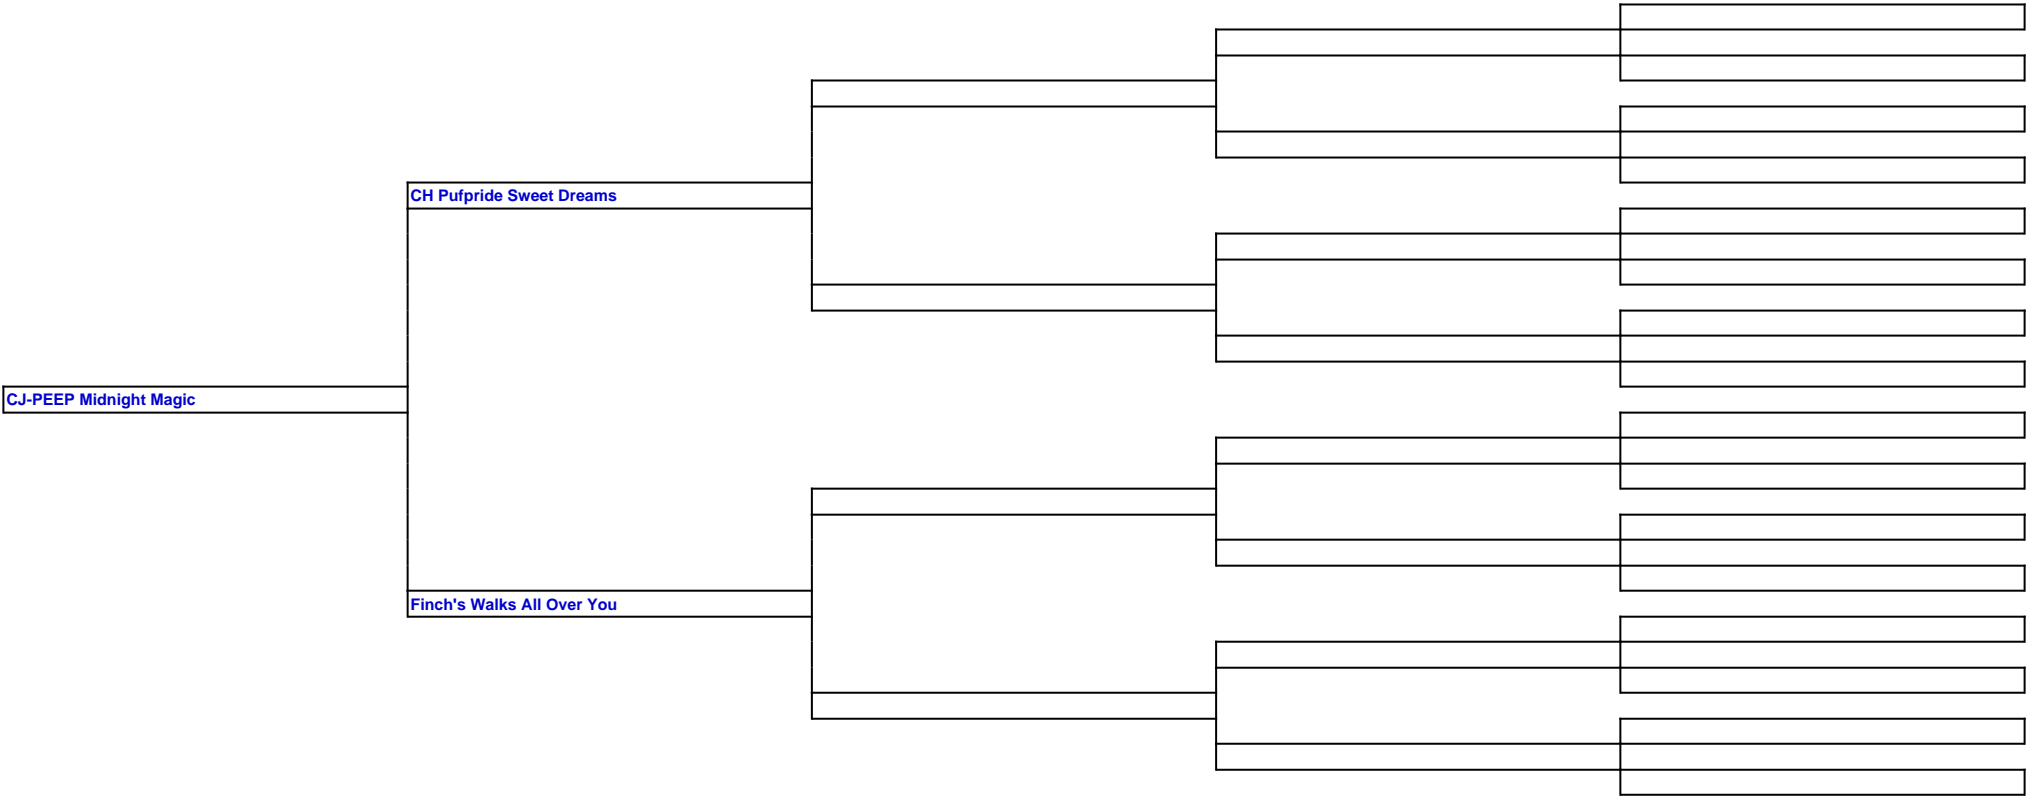 CH Pufpride Sweet Dreams
CJ-PEEP Midnight Magic
Finch's Walks All Over You